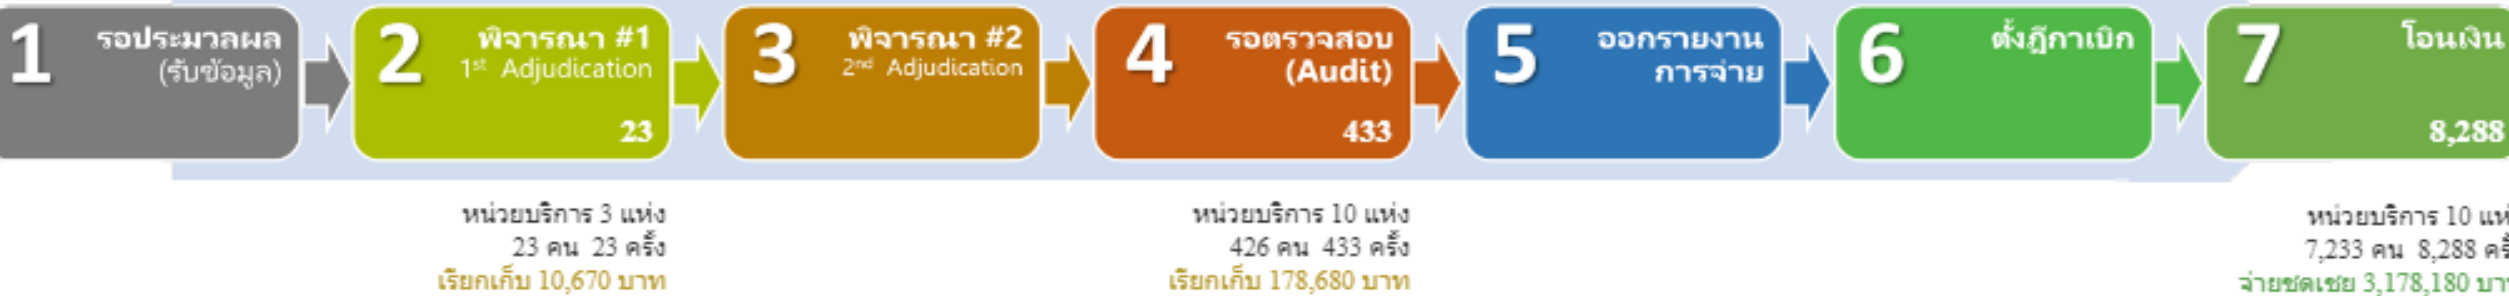 1
รอประมวลผล
(รับข้อมูล)
2
พิจารณา #1
1st Adjudication
23
3
พิจารณา #2
2nd Adjudication
4
รอตรวจสอบ
(Audit)
433
5
ออกรายงาน
การจ่าย
6
ตั้งฎีกาเบิก
7
โอนเงิน
8,288
หน่วยบริการ 3 แห่ง
23 คน 23 ครั้ง
เรียกเก็บ 10,670 บาท
หน่วยบริการ 10 แห่ง
426 คน 433 ครั้ง
เรียกเก็บ 178,680 บาท
หน่วยบริการ 10
7,233 คน 8,288
จ่ายชดเชย 3,178,180